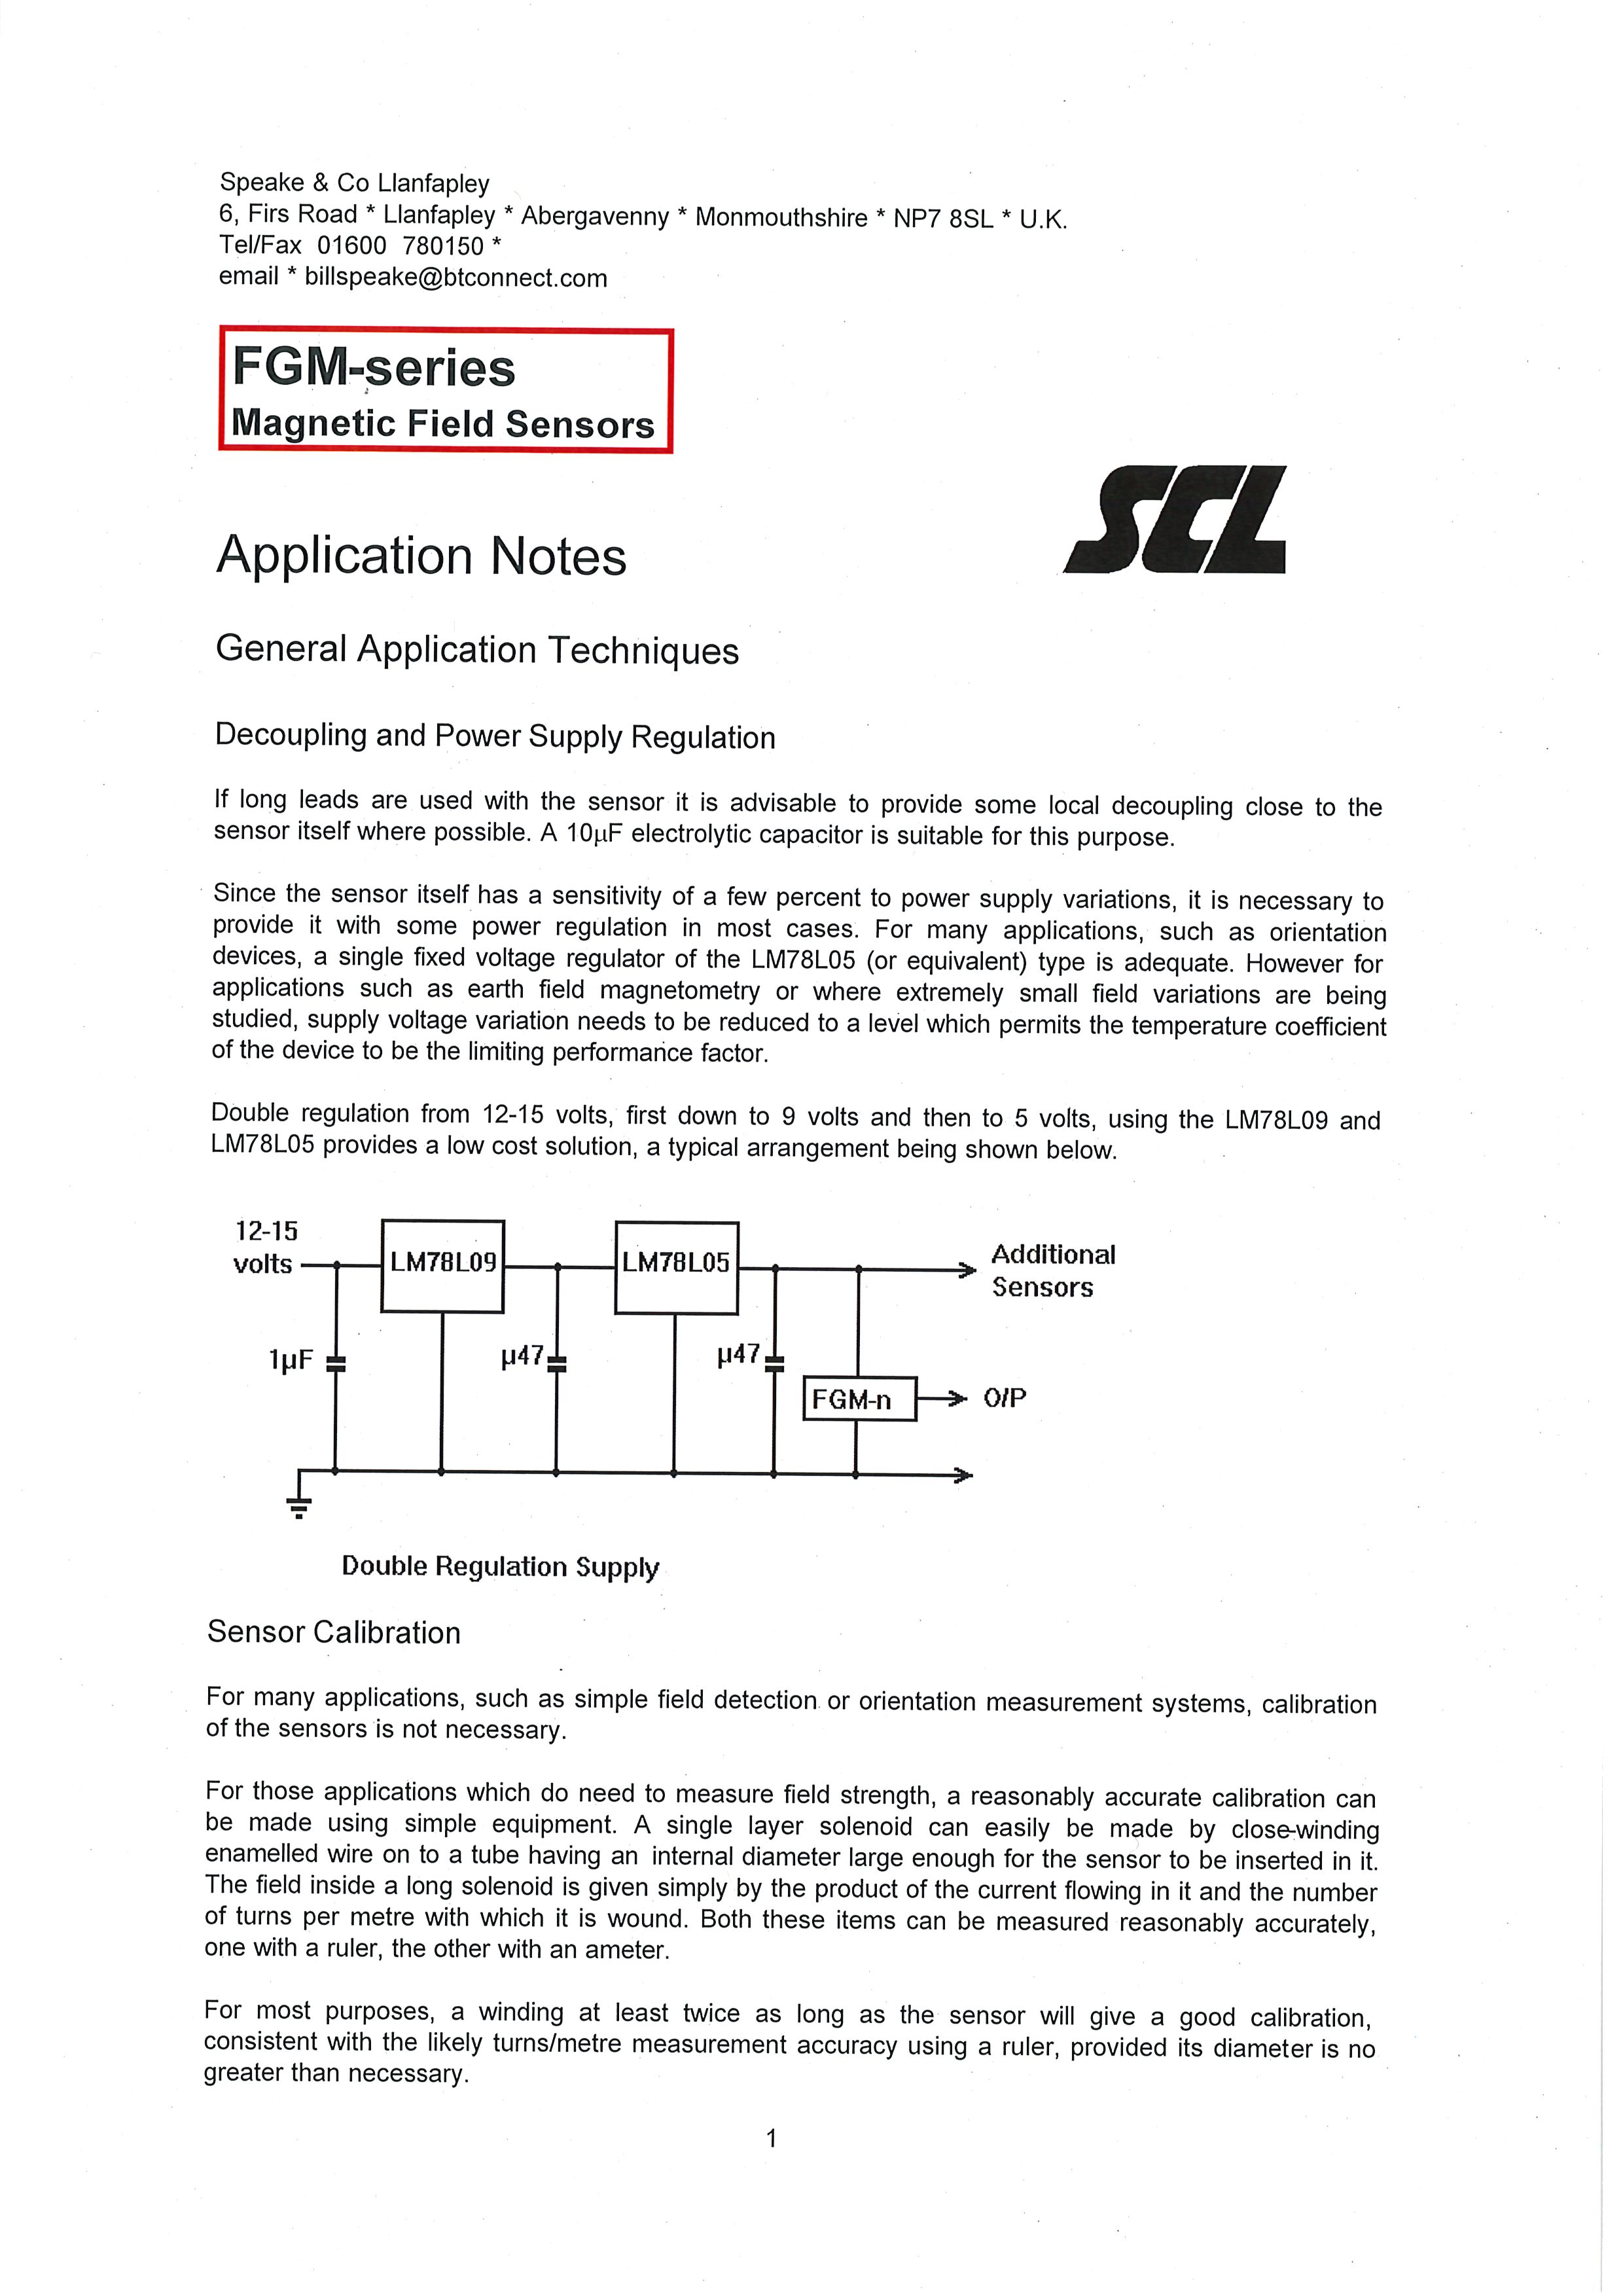 Speake & Co Llanfapley
6, Firs Road * Llanfapley * Abergavenny * Monmouthshire * NP7 8SL * U.K.
Tel/Fax 01600 780150 *
email * billspeake@btconnect.com
FGM-series
Magnetic Field Sensors
SCL
Application Notes
General Application Techniques
Decoupling and Power Supply Regulation
If long leads are used with the sensor it is advisable to provide some local decoupling close to the
sensor itself where possible. A 10µF electrolytic capacitor is suitable for this purpose.
Since the sensor itself has a sensitivity of a few percent to power supply variations, it is necessary to
provide it with some power regulation in most cases. For many applications, such as orientation
devices, a single fixed voltage regulator of the LM78L05 (or equivalent) type is adequate. However for
applications such as earth field magnetometry or where extremely small field variations are being
studied, supply voltage variation needs to be reduced to a level which permits the temperature coefficient
of the device to be the limiting performance factor.
Double regulation from 12-15 volts, first down to 9 volts and then to 5 volts, using the LM78L09 and
LM78L05 provides a low cost solution, a typical arrangement being shown below.
12-15
volts
LM78L09
LM78L05
Additional
Sensors
1µF
µ47
µ47
FGM-n
O/P
Double Regulation Supply
Sensor Calibration
For many applications, such as simple field detection or orientation measurement systems, calibration
of the sensors is not necessary.
For those applications which do need to measure field strength, a reasonably accurate calibration can
be made using simple equipment. A single layer solenoid can easily be made by close-winding
enamelled wire on to a tube having an internal diameter large enough for the sensor to be inserted in it.
The field inside a long solenoid is given simply by the product of the current flowing in it and the number
of turns per metre with which it is wound. Both these items can be measured reasonably accurately,
one with a ruler, the other with an ameter.
For most purposes, a winding at least twice as long as the sensor will give a good calibration,
consistent with the likely turns/metre measurement accuracy using a ruler, provided its diameter is no
greater than necessary.
1